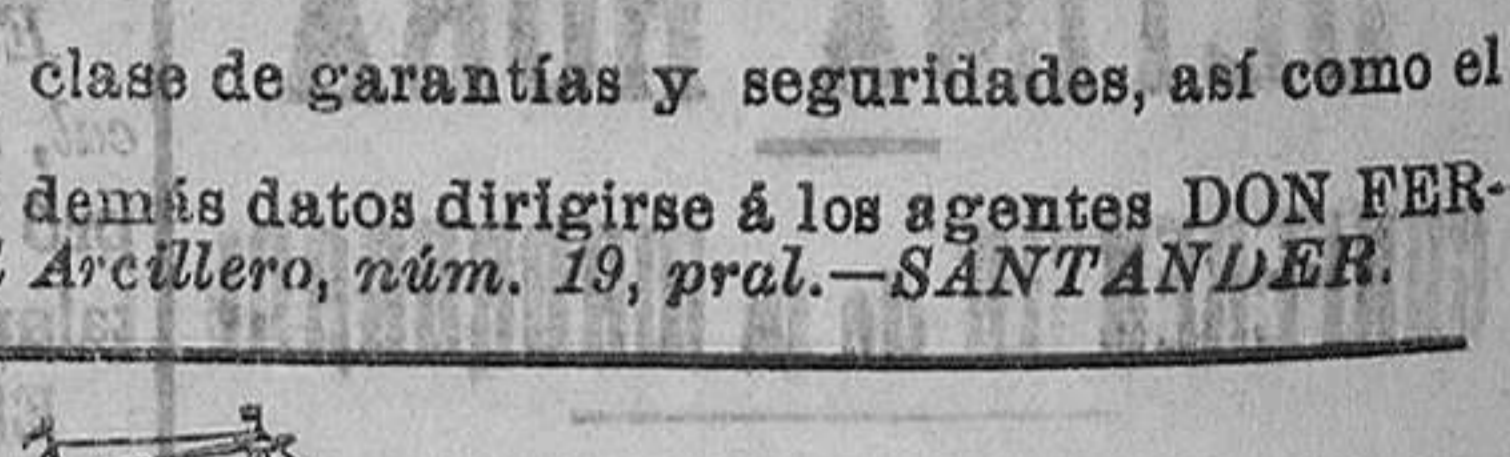 clase de garantías y seguridades, así como el
demás datos dirigirse á los agentes DON FER-
Arcillero, núm. 19, pral.—SANTANDER.